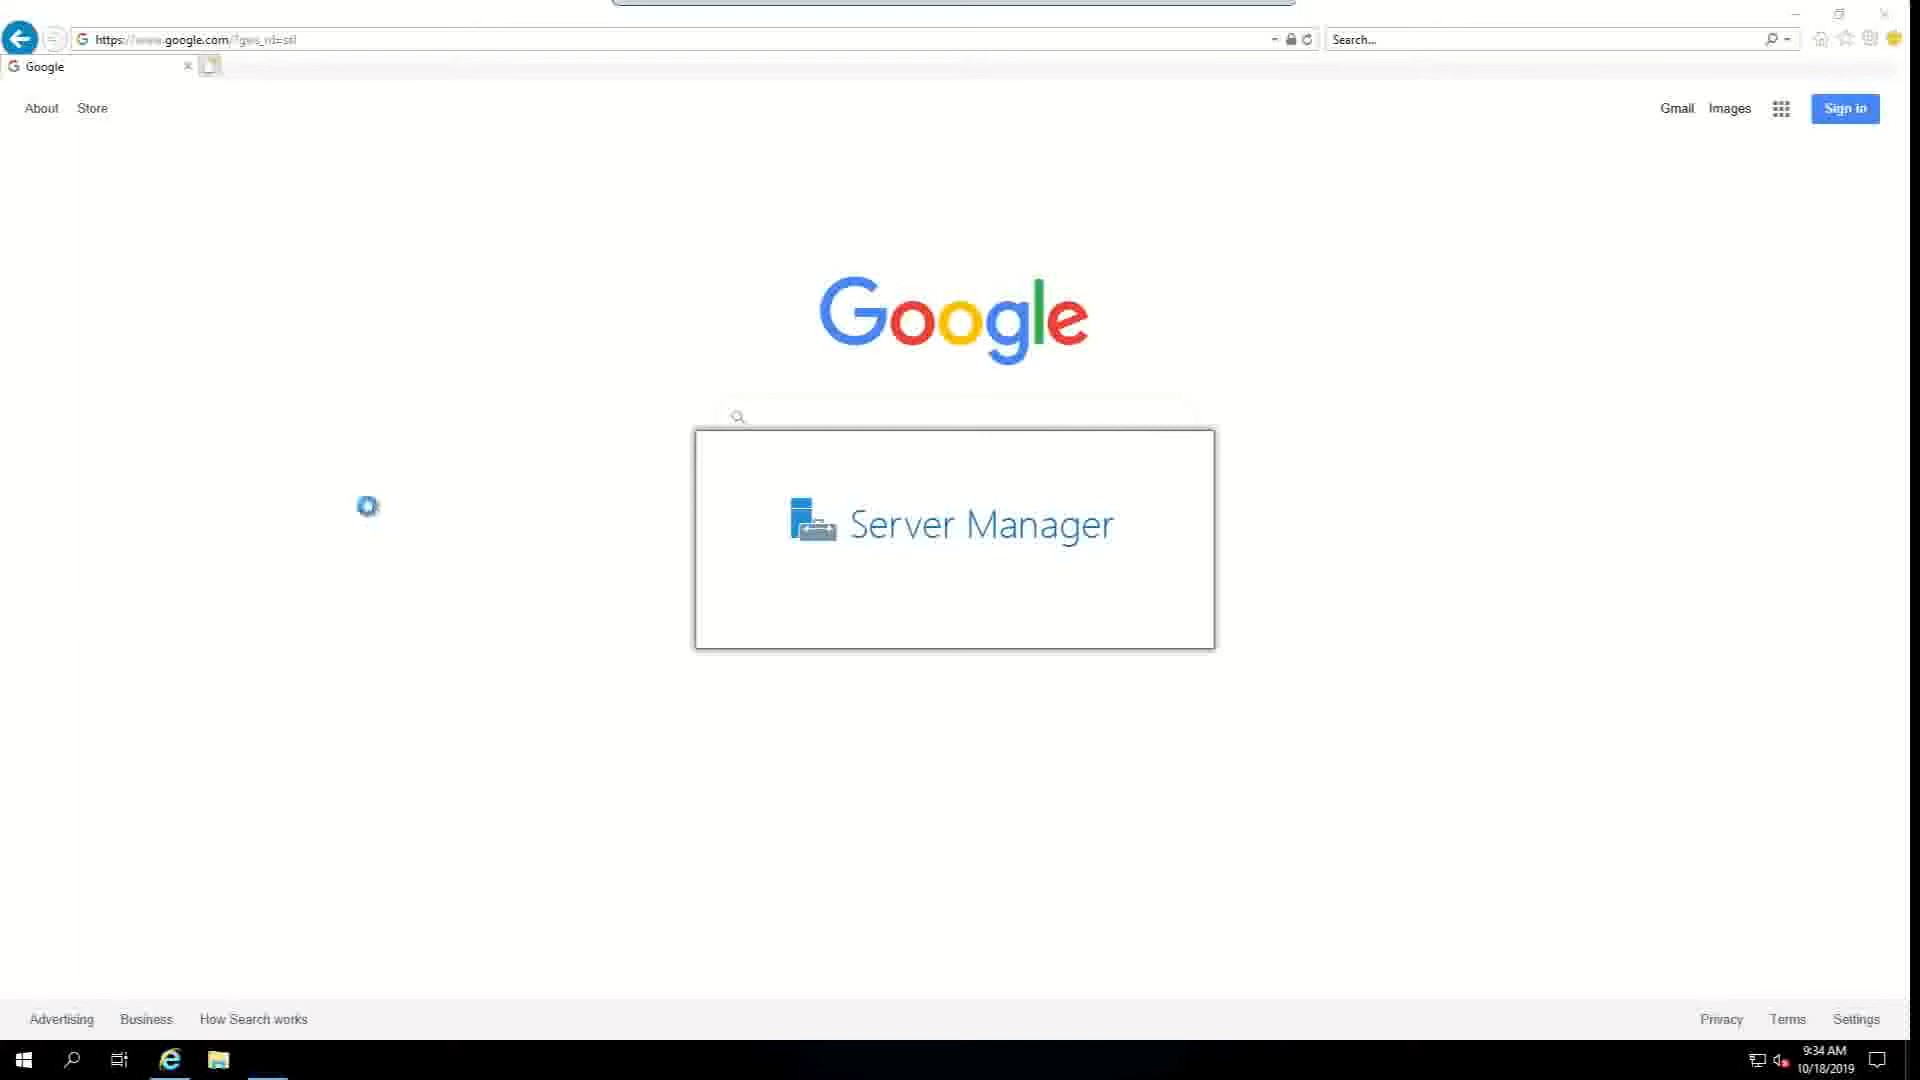 https://www.google.com/?gws_rd=ssl
Search...
Google
About
Store
Gmail
Images
Sign in
Google
Server Manager
Advertising
Business
How Search works
Privacy
Terms
Settings
9:34 AM
10/18/2019